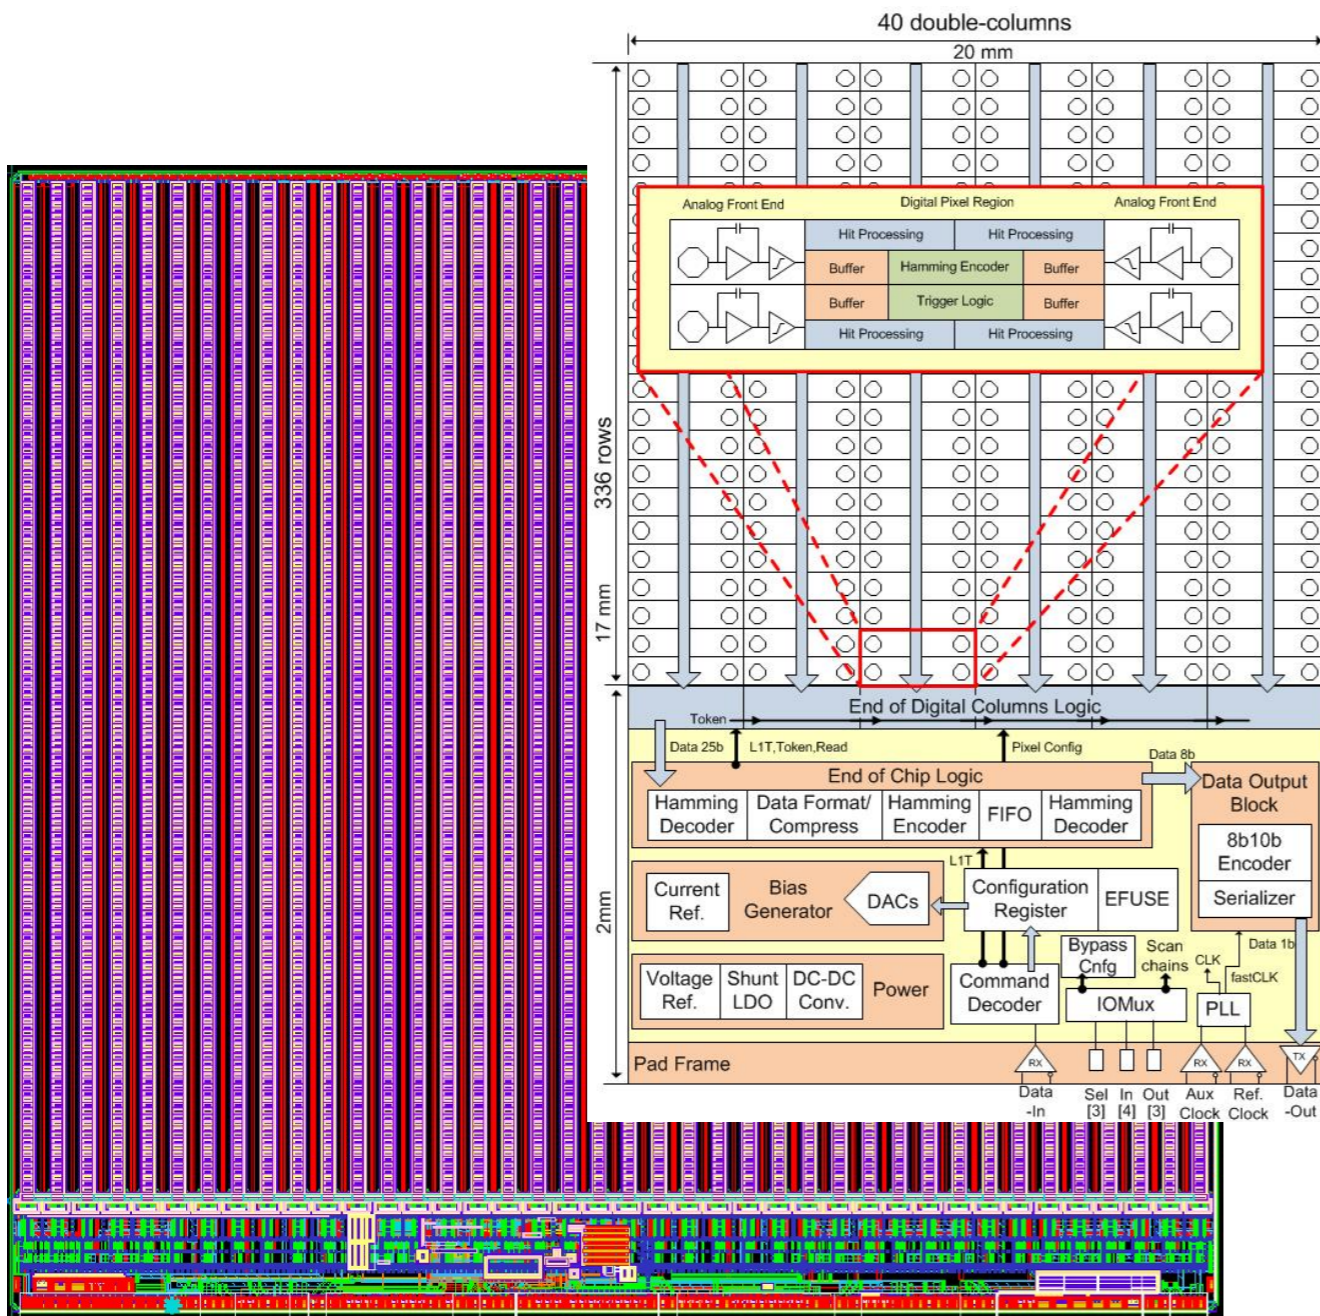 40 double-columns
20 mm
336 rows
17 mm
2mm
Analog Front End
Digital Pixel Region
Analog Front End
Hit Processing
Hit Processing
Buffer
Hamming Encoder
Buffer
Buffer
Trigger Logic
Buffer
Hit Processing
Hit Processing
End of Digital Columns Logic
Token
Data 25b
L1T,Token,Read
Pixel Config
Data 8b
End of Chip Logic
Hamming
Decoder
Data Format/
Compress
Hamming
Encoder
FIFO
Hamming
Decoder
Data Output
Block
8b10b
Encoder
Serializer
L1T
Current
Ref.
Bias
Generator
DACs
Configuration
Register
EFUSE
Data 1b
Voltage
Ref.
Shunt
LDO
DC-DC
Conv.
Power
Command
Decoder
Bypass
Cnfg
Scan
chains
IOMux
CLK
fastCLK
PLL
Pad Frame
RX
RX
RX
TX
Data
-In
Sel
[3]
In
[4]
Out
[3]
Aux
Clock
Ref.
Clock
Data
-Out